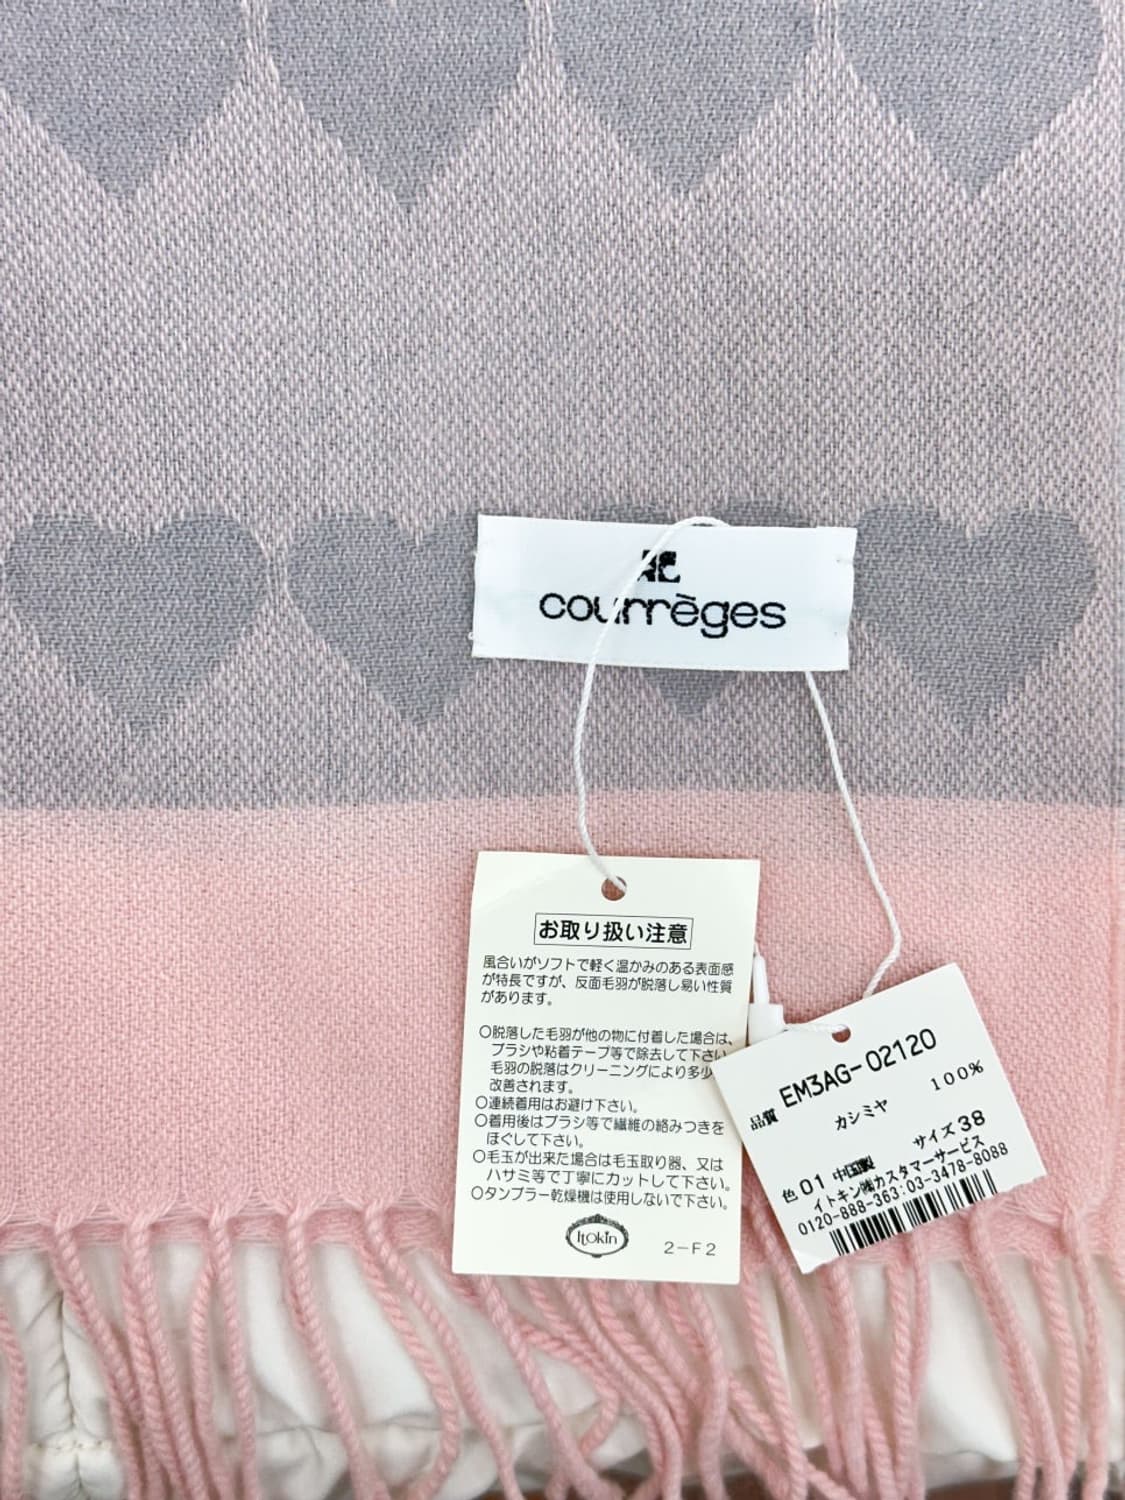 courrèges
お取り扱い注意
風合いがソフトで軽く温かみのある表面感
が特長ですが、反面毛羽が脱落し易い性質
があります。
○脱落した毛羽が他の物に付着した場合は、
ブラシや粘着テープ等で除去して下さい
毛羽の脱落はクリーニングにより多少
改善されます。
○連続着用はお避け下さい。
○着用後はブラシ等で繊維の絡みつきを
ほぐして下さい。
○毛玉が出来た場合は毛玉取り器、又は
ハサミ等で丁寧にカットして下さい。
○タンブラー乾燥機は使用しないで下さい。
Itokin
2-F2
EM3AG-02120
品質 カシミヤ 100%
サイズ38
色01 中国製
イトキン㈱カスタマーサービス
0120-888-363:03-3478-8088